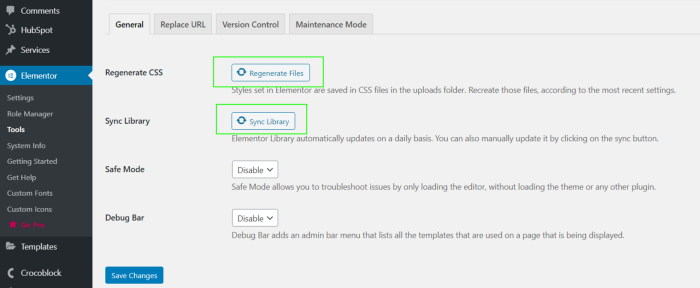 Comments
HubSpot
Services
Elementor
Settings
Role Manager
Tools
System Info
Getting Started
Get Help
Custom Fonts
Custom Icons
Go Pro
Templates
Crocoblock
General
Replace URL
Version Control
Maintenance Mode
Regenerate CSS
Regenerate Files
Styles set in Elementor are saved in CSS files in the uploads folder. Recreate those files, according to the most recent settings.
Sync Library
Sync Library
Elementor Library automatically updates on a daily basis. You can also manually update it by clicking on the sync button.
Safe Mode
Disable
Safe Mode allows you to troubleshoot issues by only loading the editor, without loading the theme or any other plugin.
Debug Bar
Disable
Debug Bar adds an admin bar menu that lists all the templates that are used on a page that is being displayed.
Save Changes